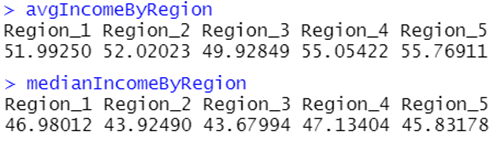 > avgIncomeByRegion
Region_1 Region_2 Region_3 Region_4 Region_5
51.99250 52.02023 49.92849 55.05422 55.76911
> medianIncomeByRegion
Region_1 Region_2 Region_3 Region_4 Region_5
46.98012 43.92490 43.67994 47.13404 45.83178